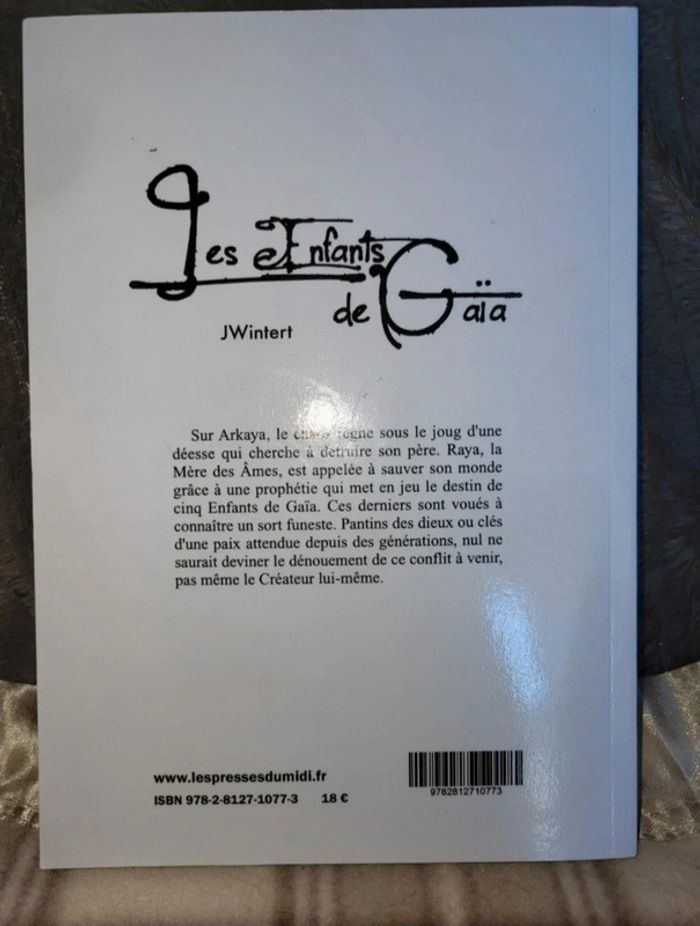 Les Enfants
de Gaïa
JWintert
Sur Arkaya, le chaos règne sous le joug d'une
déesse qui cherche à détruire son père. Raya, la
Mère des Âmes, est appelée à sauver son monde
grâce à une prophétie qui met en jeu le destin de
cinq Enfants de Gaïa. Ces derniers sont voués à
connaître un sort funeste. Pantins des dieux ou clés
d'une paix attendue depuis des générations, nul ne
saurait deviner le dénouement de ce conflit à venir,
pas même le Créateur lui-même.
www.lespressesdumidi.fr
ISBN 978-2-8127-1077-3 18 €
9782812710773